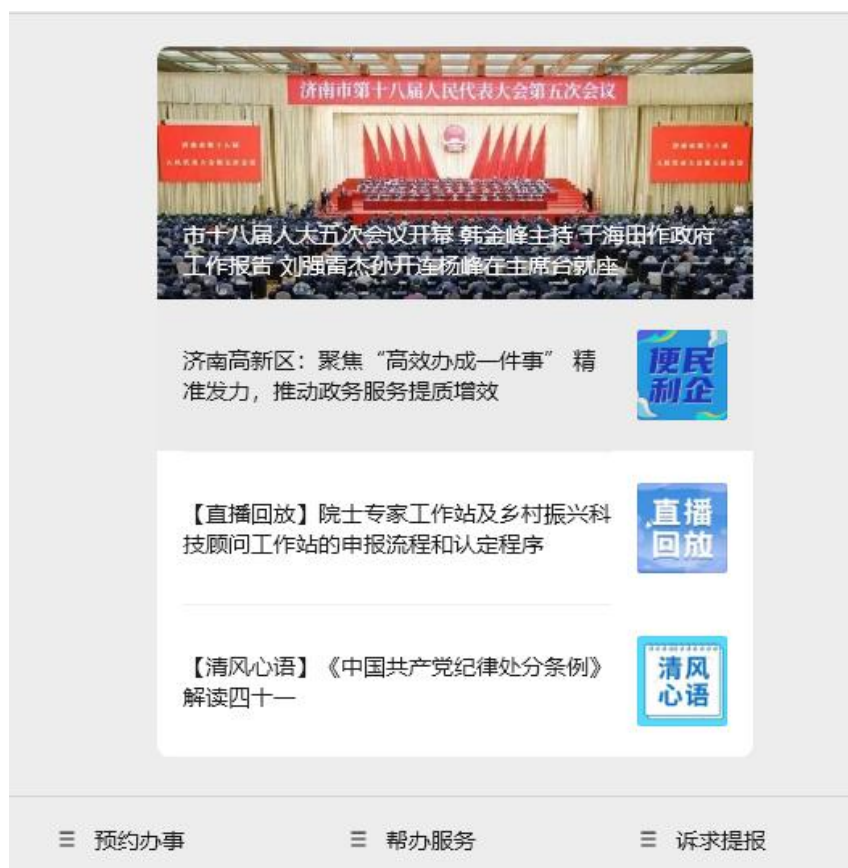 济南市第十八届人民代表大会第五次会议
市十八届人大五次会议开幕 韩金峰主持 于海田作政府
工作报告 刘强雷杰孙开连杨峰在主席台就座
济南高新区：聚焦“高效办成一件事” 精
准发力，推动政务服务提质增效
便民
利企
【直播回放】院士专家工作站及乡村振兴科
技顾问工作站的申报流程和认定程序
直播
回放
【清风心语】《中国共产党纪律处分条例》
解读四十一
清风
心语
预约办事
帮办服务
诉求提报